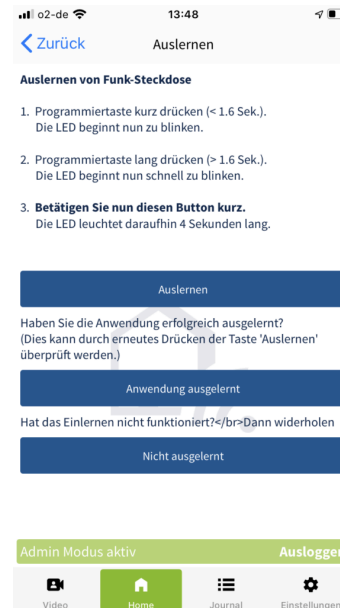 o2-de 13:48
Zurück Auslernen
Auslernen von Funk-Steckdose
1. Programmiertaste kurz drücken (< 1.6 Sek.).
Die LED beginnt nun zu blinken.
2. Programmiertaste lang drücken (> 1.6 Sek.).
Die LED beginnt nun schnell zu blinken.
3. Betätigen Sie nun diesen Button kurz.
Die LED leuchtet daraufhin 4 Sekunden lang.
Auslernen
Haben Sie die Anwendung erfolgreich ausgelernt?
(Dies kann durch erneutes Drücken der Taste 'Auslernen'
überprüft werden.)
Anwendung ausgelernt
Hat das Einlernen nicht funktioniert?</br>Dann widerholen
Nicht ausgelernt
Admin Modus aktiv Auslogge
Video Home Journal Einstellungen